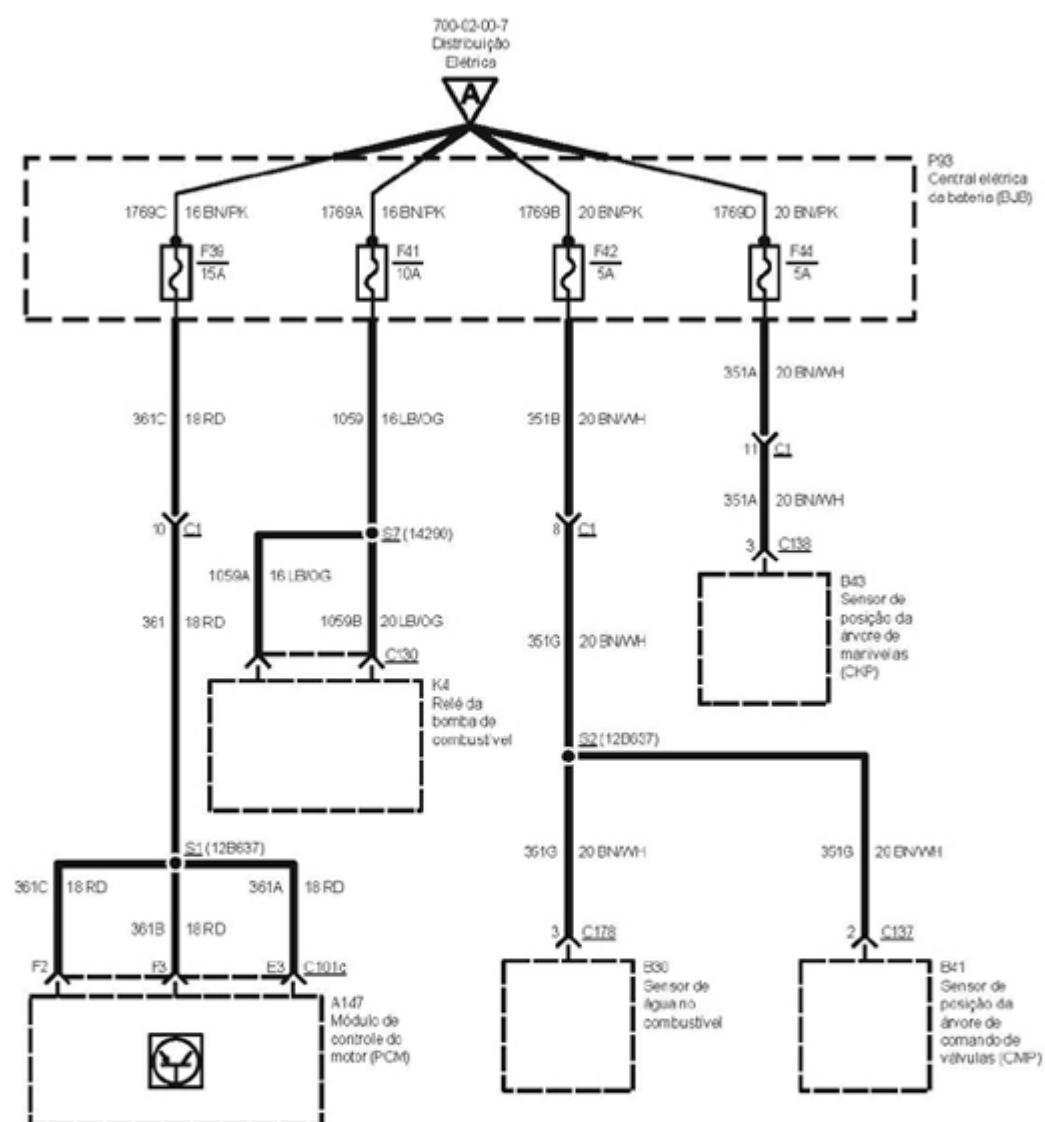 700-02-00-7
Distribuição
Elétrica
A
P93
Central elétrica
da bateria (BJB)
1769C 16 BN/PK
1769A 16 BN/PK
1769B 20 BN/PK
1769D 20 BN/PK
F39
15A
F41
10A
F42
5A
F44
5A
351A 20 BN/WH
361C 18 RD
1059 16 LB/OG
351B 20 BN/WH
11 C1
351A 20 BN/WH
10 C1
S7 (14290)
8 C1
3 C138
1059A 16 LB/OG
B43
Sensor de
posição da
árvore de
manivelas
(CKP)
361 18 RD
1059B 20 LB/OG
351G 20 BN/WH
C130
K4
Relé da
bomba de
combustível
S2 (12B637)
S1 (12B637)
351G 20 BN/WH
351G 20 BN/WH
361C 18 RD
361A 18 RD
361B 18 RD
3 C178
2 C137
F2 F3 E3 C101c
B30
Sensor de
água no
combustível
B41
Sensor de
posição da
árvore de
comando de
válvulas (CMP)
A147
Módulo de
controle do
motor (PCM)